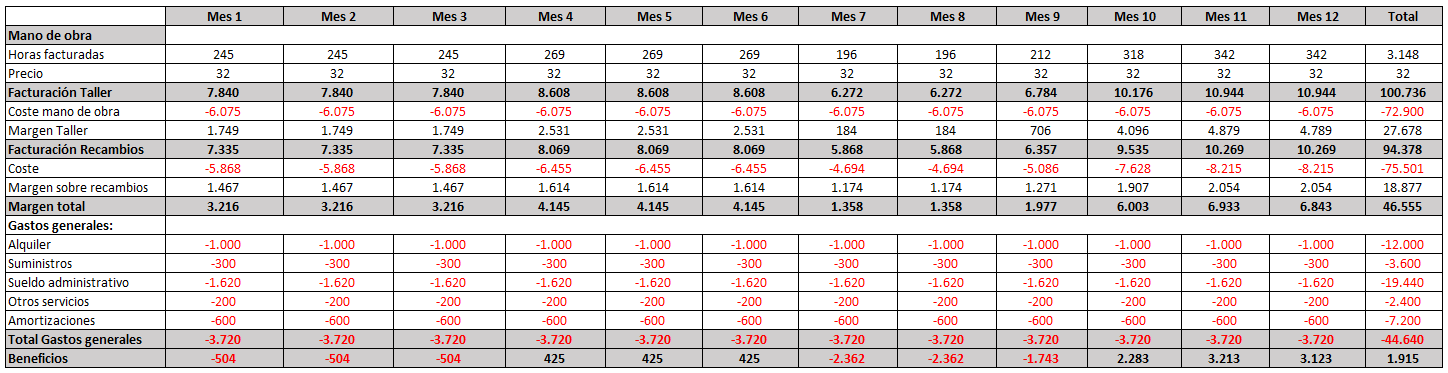 Mes 1 Mes 2 Mes 3 Mes 4 Mes 5 Mes 6 Mes 7 Mes 8 Mes 9 Mes 10 Mes 11 Mes 12 Total
Mano de obra
Horas facturadas 245 245 245 269 269 269 196 196 212 318 342 342 3.148
Precio 32 32 32 32 32 32 32 32 32 32 32 32 32
Facturación Taller 7.840 7.840 7.840 8.608 8.608 8.608 6.272 6.272 6.784 10.176 10.944 10.944 100.736
Coste mano de obra -6.075 -6.075 -6.075 -6.075 -6.075 -6.075 -6.075 -6.075 -6.075 -6.075 -6.075 -6.075 -72.900
Margen Taller 1.749 1.749 1.749 2.531 2.531 2.531 184 184 706 4.096 4.879 4.789 27.678
Facturación Recambios 7.335 7.335 7.335 8.069 8.069 8.069 5.868 5.868 6.357 9.535 10.269 10.269 94.378
Coste -5.868 -5.868 -5.868 -6.455 -6.455 -6.455 -4.694 -4.694 -5.086 -7.628 -8.215 -8.215 -75.501
Margen sobre recambios 1.467 1.467 1.467 1.614 1.614 1.614 1.174 1.174 1.271 1.907 2.054 2.054 18.877
Margen total 3.216 3.216 3.216 4.145 4.145 4.145 1.358 1.358 1.977 6.003 6.933 6.843 46.555
Gastos generales:
Alquiler -1.000 -1.000 -1.000 -1.000 -1.000 -1.000 -1.000 -1.000 -1.000 -1.000 -1.000 -1.000 -12.000
Suministros -300 -300 -300 -300 -300 -300 -300 -300 -300 -300 -300 -300 -3.600
Sueldo administrativo -1.620 -1.620 -1.620 -1.620 -1.620 -1.620 -1.620 -1.620 -1.620 -1.620 -1.620 -1.620 -19.440
Otros servicios -200 -200 -200 -200 -200 -200 -200 -200 -200 -200 -200 -200 -2.400
Amortizaciones -600 -600 -600 -600 -600 -600 -600 -600 -600 -600 -600 -600 -7.200
Total Gastos generales -3.720 -3.720 -3.720 -3.720 -3.720 -3.720 -3.720 -3.720 -3.720 -3.720 -3.720 -3.720 -44.640
Beneficios -504 -504 -504 425 425 425 -2.362 -2.362 -1.743 2.283 3.213 3.123 1.915